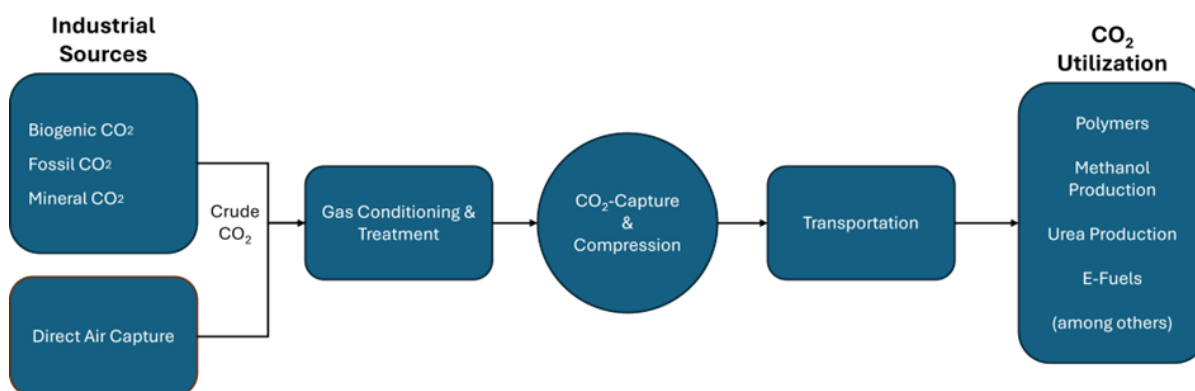 Industrial
Sources
Biogenic CO2
Fossil CO2
Mineral CO2
Direct Air Capture
Crude
CO₂
Gas Conditioning &
Treatment
CO₂-Capture
&
Compression
Transportation
CO₂
Utilization
Polymers
Methanol
Production
Urea Production
E-Fuels
(among others)